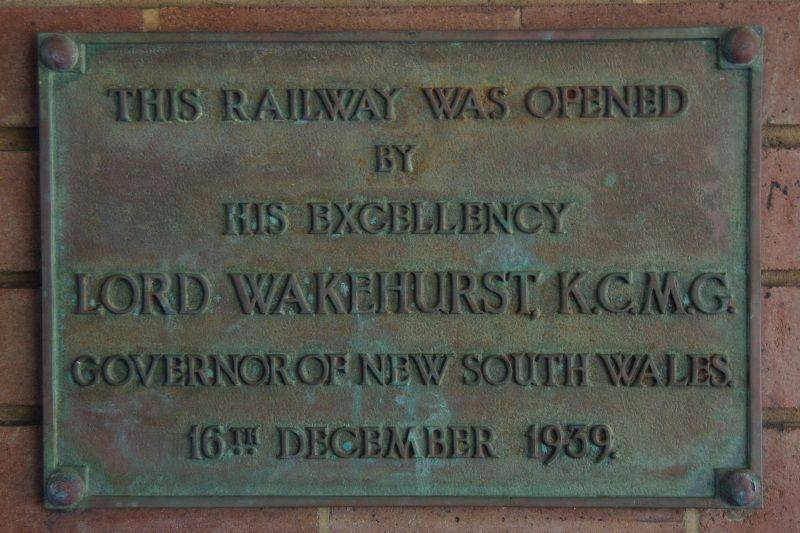 THIS RAILWAY WAS OPENED
BY
HIS EXCELLENCY
LORD WAKEHURST, K.C.M.G.
GOVERNOR OF NEW SOUTH WALES.
16TH DECEMBER 1939.